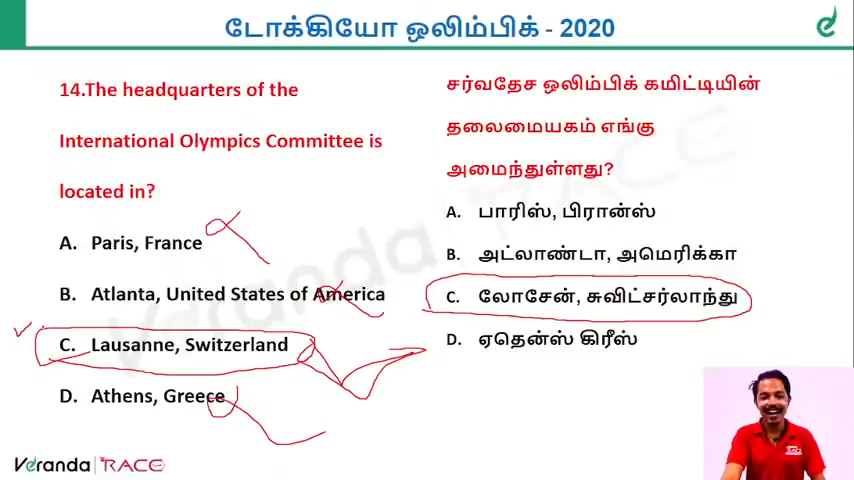 டோக்கியோ ஒலிம்பிக் - 2020
14.The headquarters of the
International Olympics Committee is
located in?
A. Paris, France
B. Atlanta, United States of America
C. Lausanne, Switzerland
D. Athens, Greece
சர்வதேச ஒலிம்பிக் கமிட்டியின்
தலைமையகம் எங்கு
அமைந்துள்ளது?
A. பாரிஸ், பிரான்ஸ்
B. அட்லாண்டா, அமெரிக்கா
C. லோசேன், சுவிட்சர்லாந்து
D. ஏதென்ஸ் கிரீஸ்
Veranda RACE
Veranda RACE